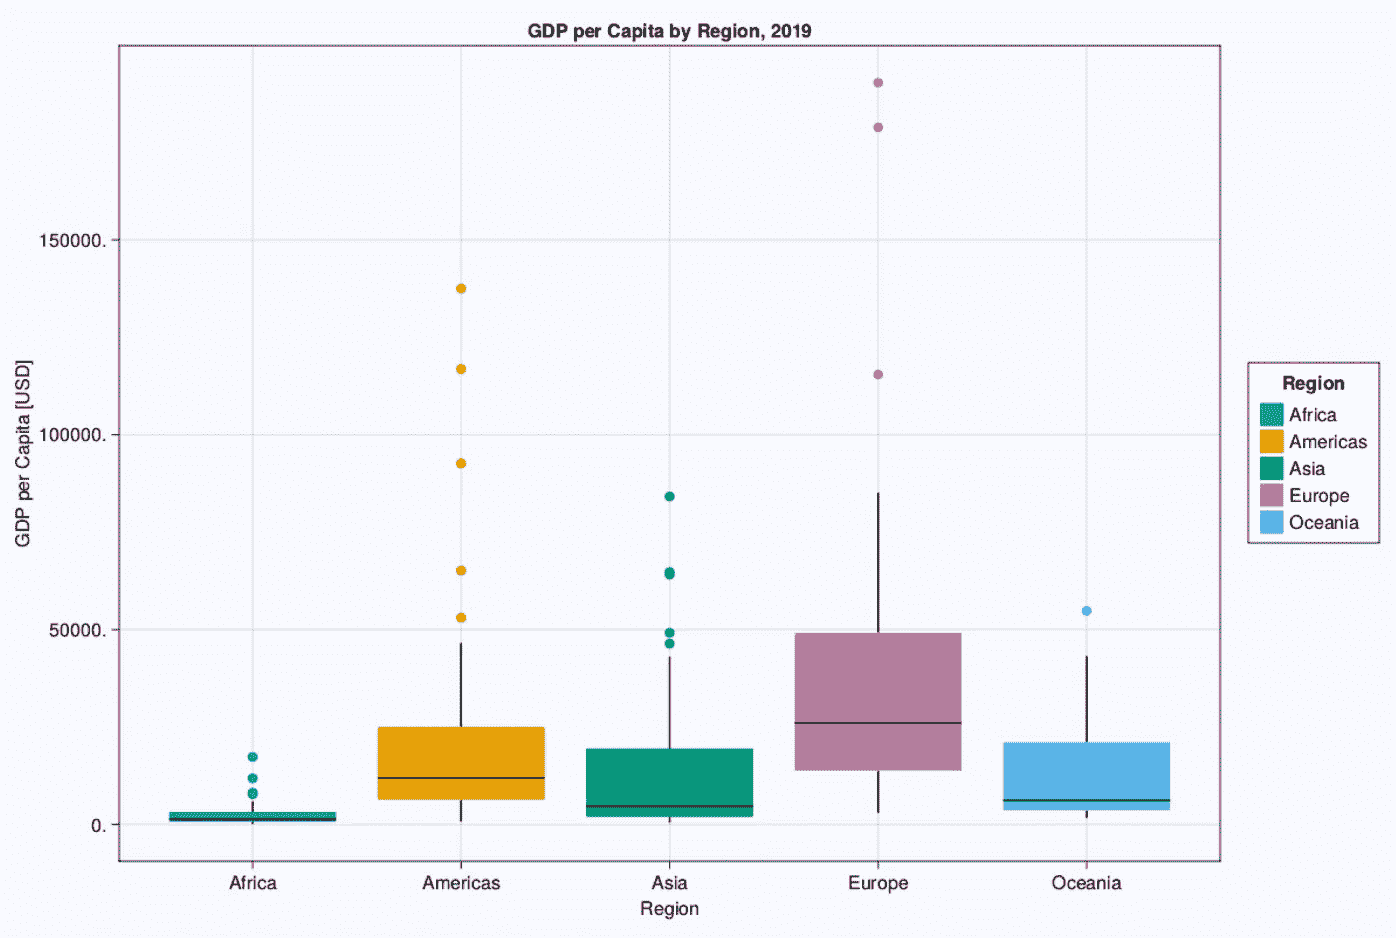 GDP per Capita by Region, 2019
GDP per Capita [USD]
150000.
100000.
50000.
0.
Africa
Americas
Asia
Europe
Oceania
Region
Region
Africa
Americas
Asia
Europe
Oceania